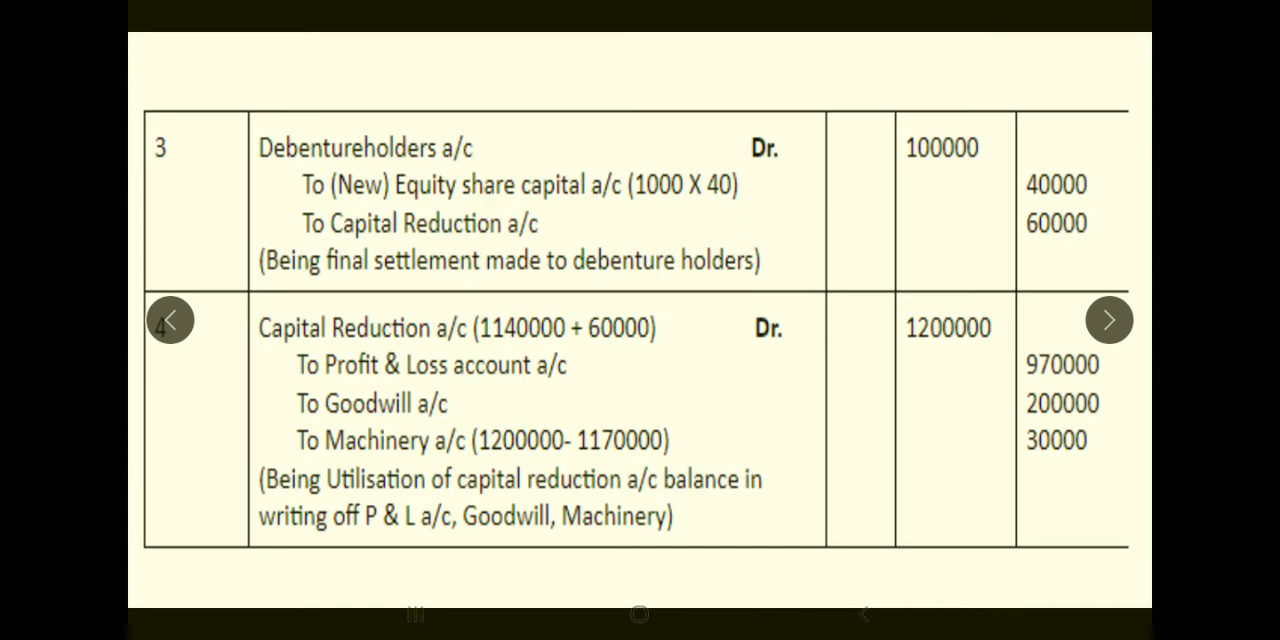 3 Debentureholders a/c Dr. 100000
To (New) Equity share capital a/c (1000 X 40) 40000
To Capital Reduction a/c 60000
(Being final settlement made to debenture holders)
4 Capital Reduction a/c (1140000 + 60000) Dr. 1200000
To Profit & Loss account a/c 970000
To Goodwill a/c 200000
To Machinery a/c (1200000- 1170000) 30000
(Being Utilisation of capital reduction a/c balance in
writing off P & L a/c, Goodwill, Machinery)